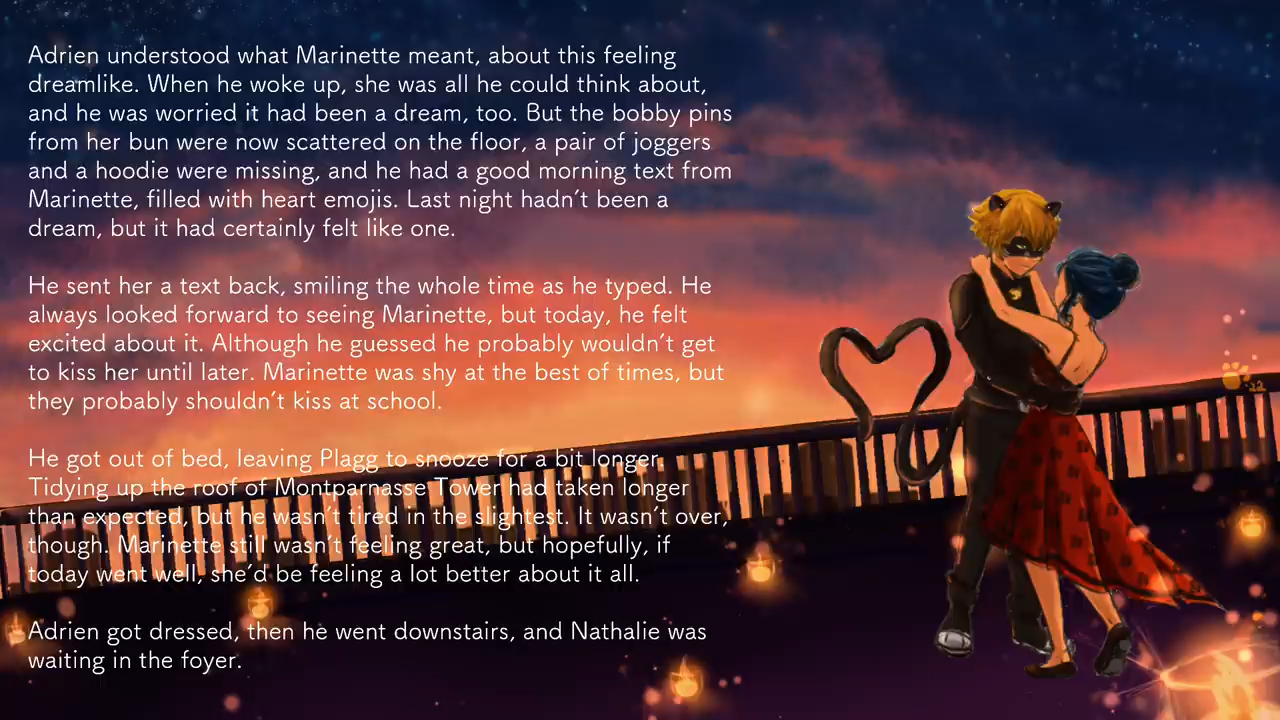 Adrien understood what Marinette meant, about this feeling
dreamlike. When he woke up, she was all he could think about,
and he was worried it had been a dream, too. But the bobby pins
from her bun were now scattered on the floor, a pair of joggers
and a hoodie were missing, and he had a good morning text from
Marinette, filled with heart emojis. Last night hadn't been a
dream, but it had certainly felt like one.
He sent her a text back, smiling the whole time as he typed. He
always looked forward to seeing Marinette, but today, he felt
excited about it. Although he guessed he probably wouldn't get
to kiss her until later. Marinette was shy at the best of times, but
they probably shouldn't kiss at school.
He got out of bed, leaving Plagg to snooze for a bit longer.
Tidying up the roof of Montparnasse Tower had taken longer
than expected, but he wasn't tired in the slightest. It wasn't over,
though. Marinette still wasn't feeling great, but hopefully, if
today went well, she'd be feeling a lot better about it all.
Adrien got dressed, then he went downstairs, and Nathalie was
waiting in the foyer.